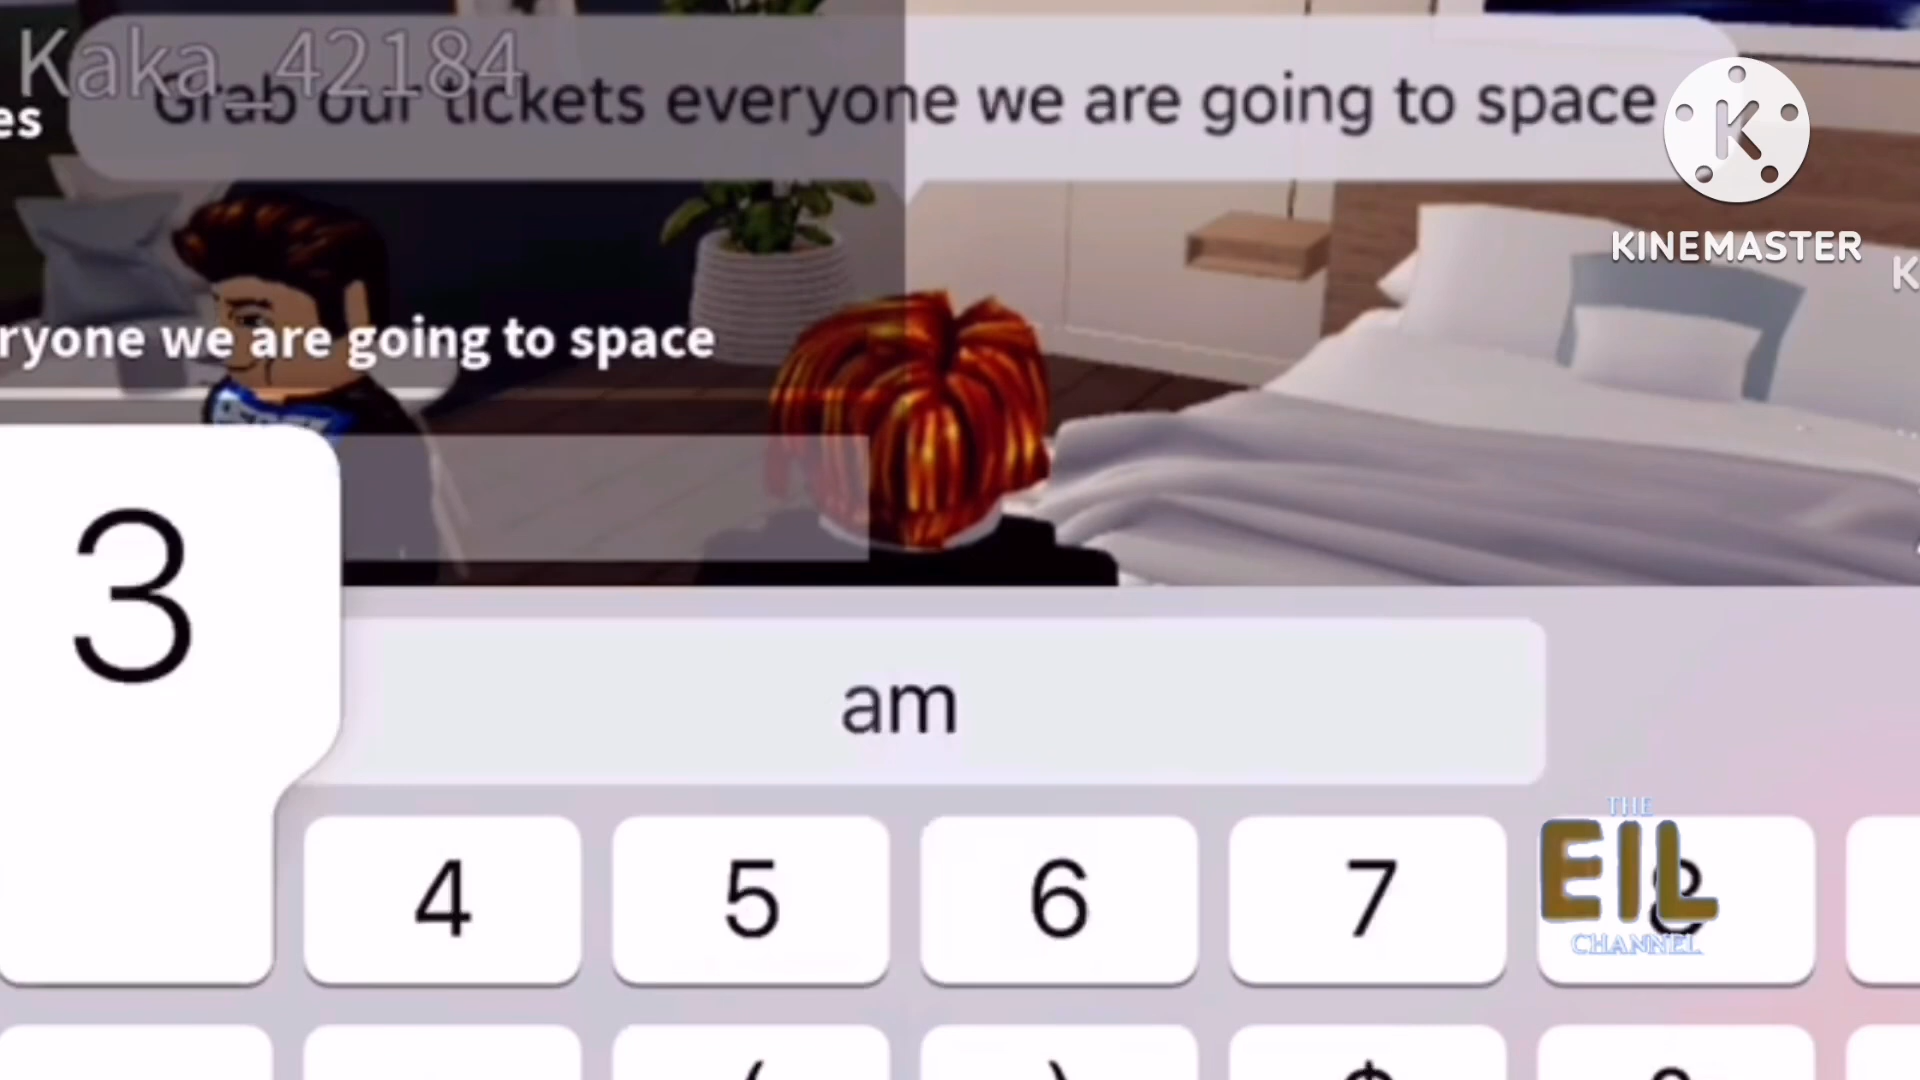 Kaka_42184
Grab our tickets everyone we are going to space
es
K
KINEMASTER
K
ryone we are going to space
3
am
4 5 6 7 8
THE
EIL
CHANNEL
( ) $